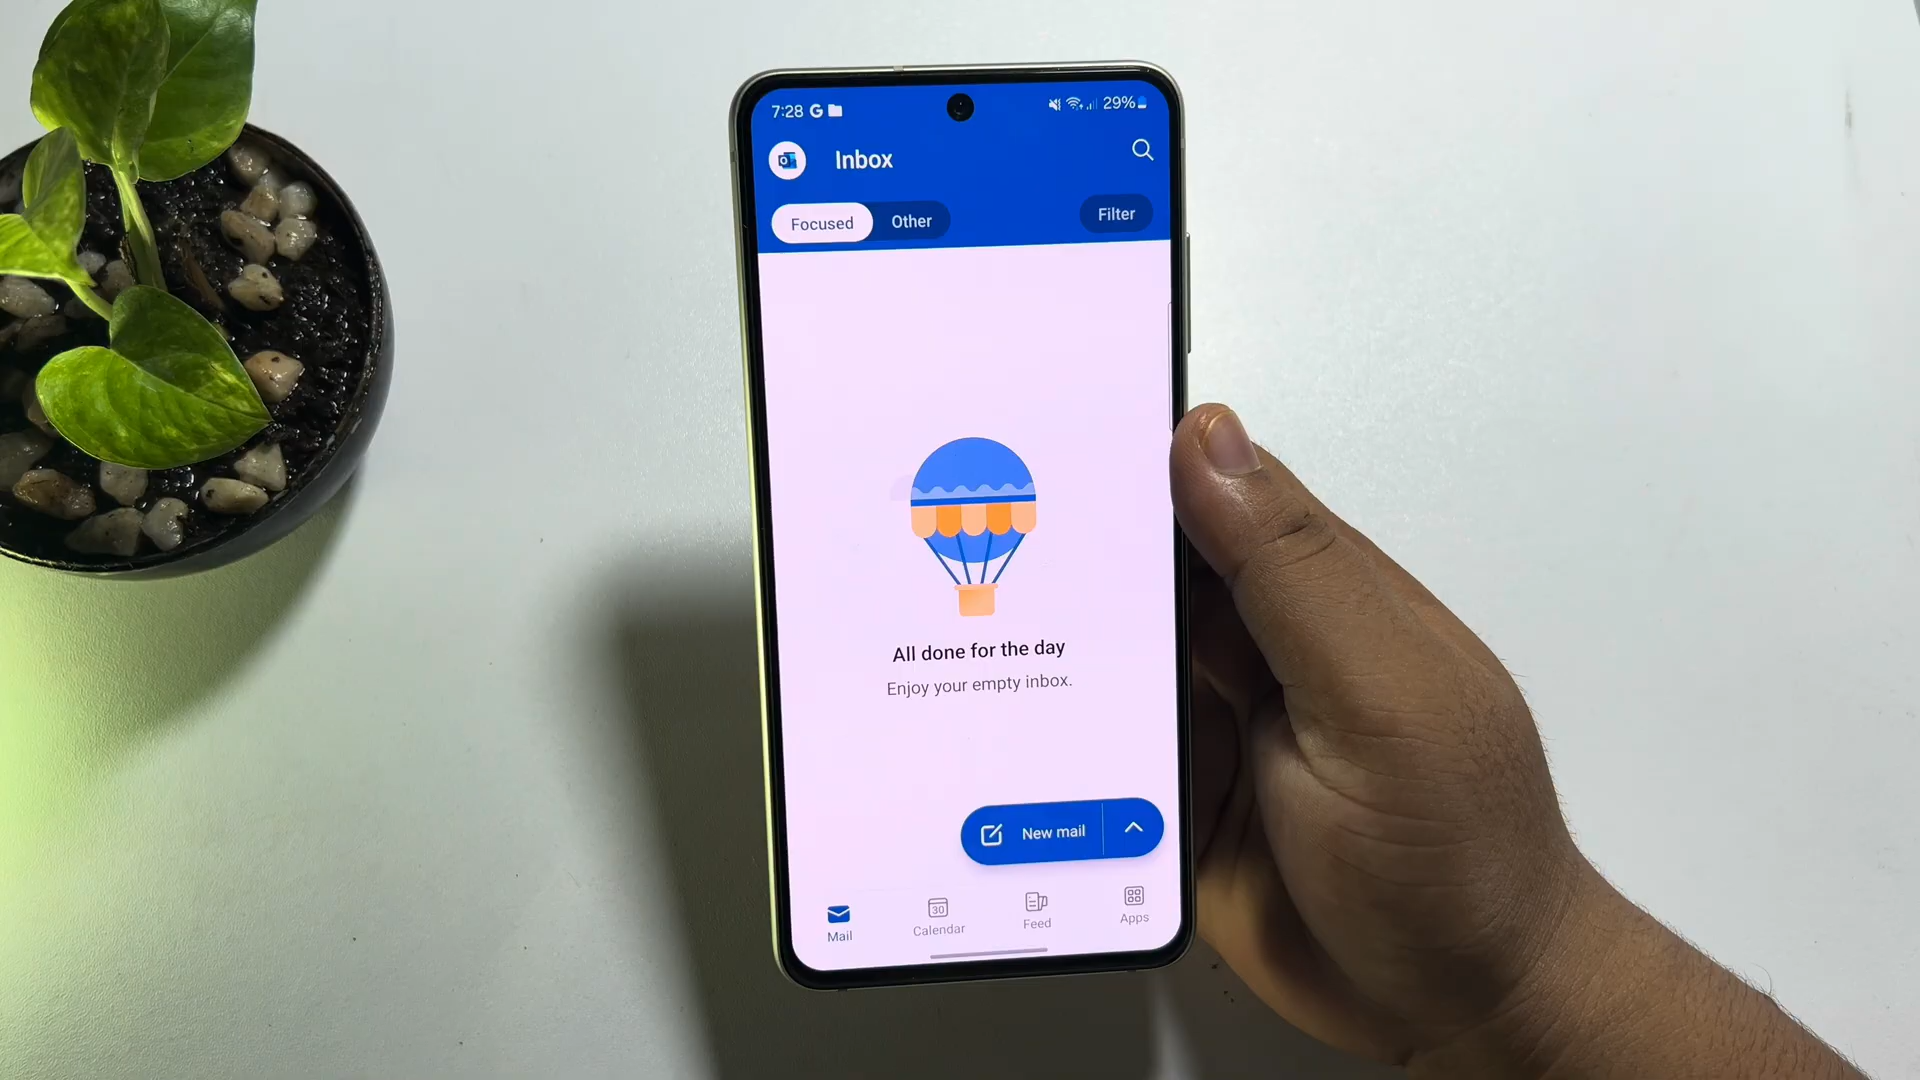 7:28 G 29%
Inbox
Focused Other Filter
All done for the day
Enjoy your empty inbox.
New mail
30
Mail Calendar Feed Apps